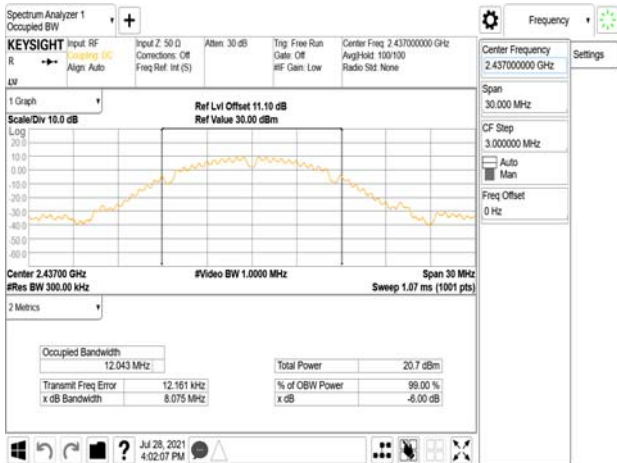 Spectrum Analyzer 1
Occupied BW
Frequency
KEYSIGHT
R
Input: RF
Coupling: DC
Align: Auto
Input Z: 50 Ω
Corrections: Off
Freq Ref: Int (S)
Atten: 30 dB
Trig: Free Run
Gate: Off
#IF Gain: Low
Center Freq: 2.437000000 GHz
Avg|Hold: 100/100
Radio Std: None
Center Frequency
2.437000000 GHz
Settings
Span
30.000 MHz
CF Step
3.000000 MHz
Auto
Man
Freq Offset
0 Hz
1 Graph
Scale/Div 10.0 dB
Ref Lvl Offset 11.10 dB
Ref Value 30.00 dBm
Log
20.0
10.0
0.00
-10.0
-20.0
-30.0
-40.0
-50.0
-60.0
Center 2.43700 GHz
#Video BW 1.0000 MHz
Span 30 MHz
#Res BW 300.00 kHz
Sweep 1.07 ms (1001 pts)
2 Metrics
Occupied Bandwidth
12.043 MHz
Total Power 20.7 dBm
Transmit Freq Error 12.161 kHz
% of OBW Power 99.00 %
x dB Bandwidth 8.075 MHz
x dB -6.00 dB
Jul 28, 2021
4:02:07 PM